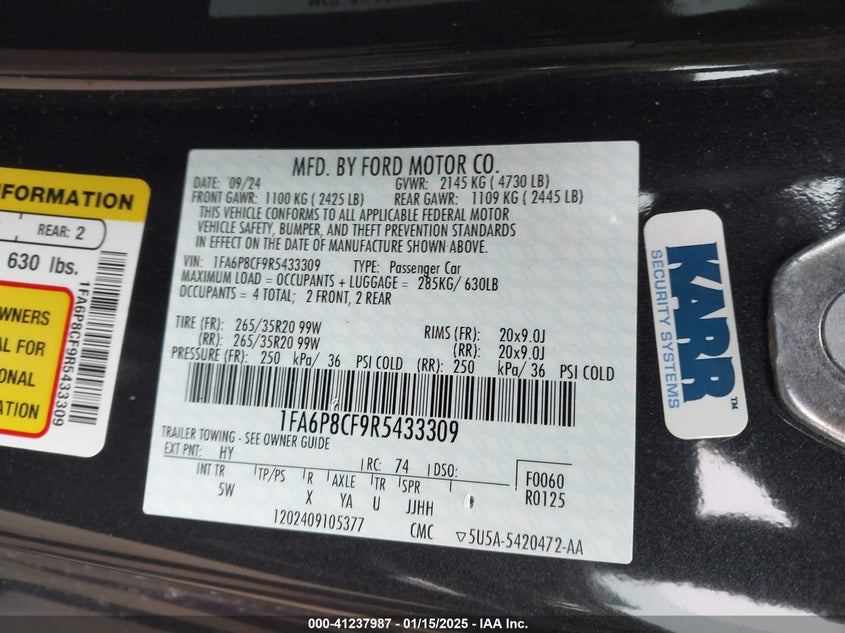 MFD. BY FORD MOTOR CO.
DATE: 09/24 GVWR: 2145 KG ( 4730 LB)
FRONT GAWR: 1100 KG ( 2425 LB) REAR GAWR: 1109 KG ( 2445 LB)
THIS VEHICLE CONFORMS TO ALL APPLICABLE FEDERAL MOTOR
VEHICLE SAFETY, BUMPER, AND THEFT PREVENTION STANDARDS
IN EFFECT ON THE DATE OF MANUFACTURE SHOWN ABOVE.
VIN: 1FA6P8CF9R5433309 TYPE: Passenger Car
MAXIMUM LOAD = OCCUPANTS + LUGGAGE = 285KG/ 630LB
OCCUPANTS = 4 TOTAL; 2 FRONT, 2 REAR
TIRE (FR): 265/35R20 99W RIMS (FR): 20x9.0J
(RR): 265/35R20 99W (RR): 20x9.0J
PRESSURE (FR): 250 kPa/ 36 PSI COLD (RR): 250 kPa/ 36 PSI COLD
1FA6P8CF9R5433309
TRAILER TOWING - SEE OWNER GUIDE
EXT PNT: HY RC: 74 DSO: F0060
INT TR TP/PS R AXLE TR SPR R0125
5W X YA U JJHH
1202409105377 CMC ▽5U5A-5420472-AA
FORMATION
REAR: 2
630 lbs.
WNERS
AL FOR
IONAL
ATION
1FA6P8CF9R5433309
KARR™
SECURITY SYSTEMS
000-41237987 - 01/15/2025 - IAA Inc.